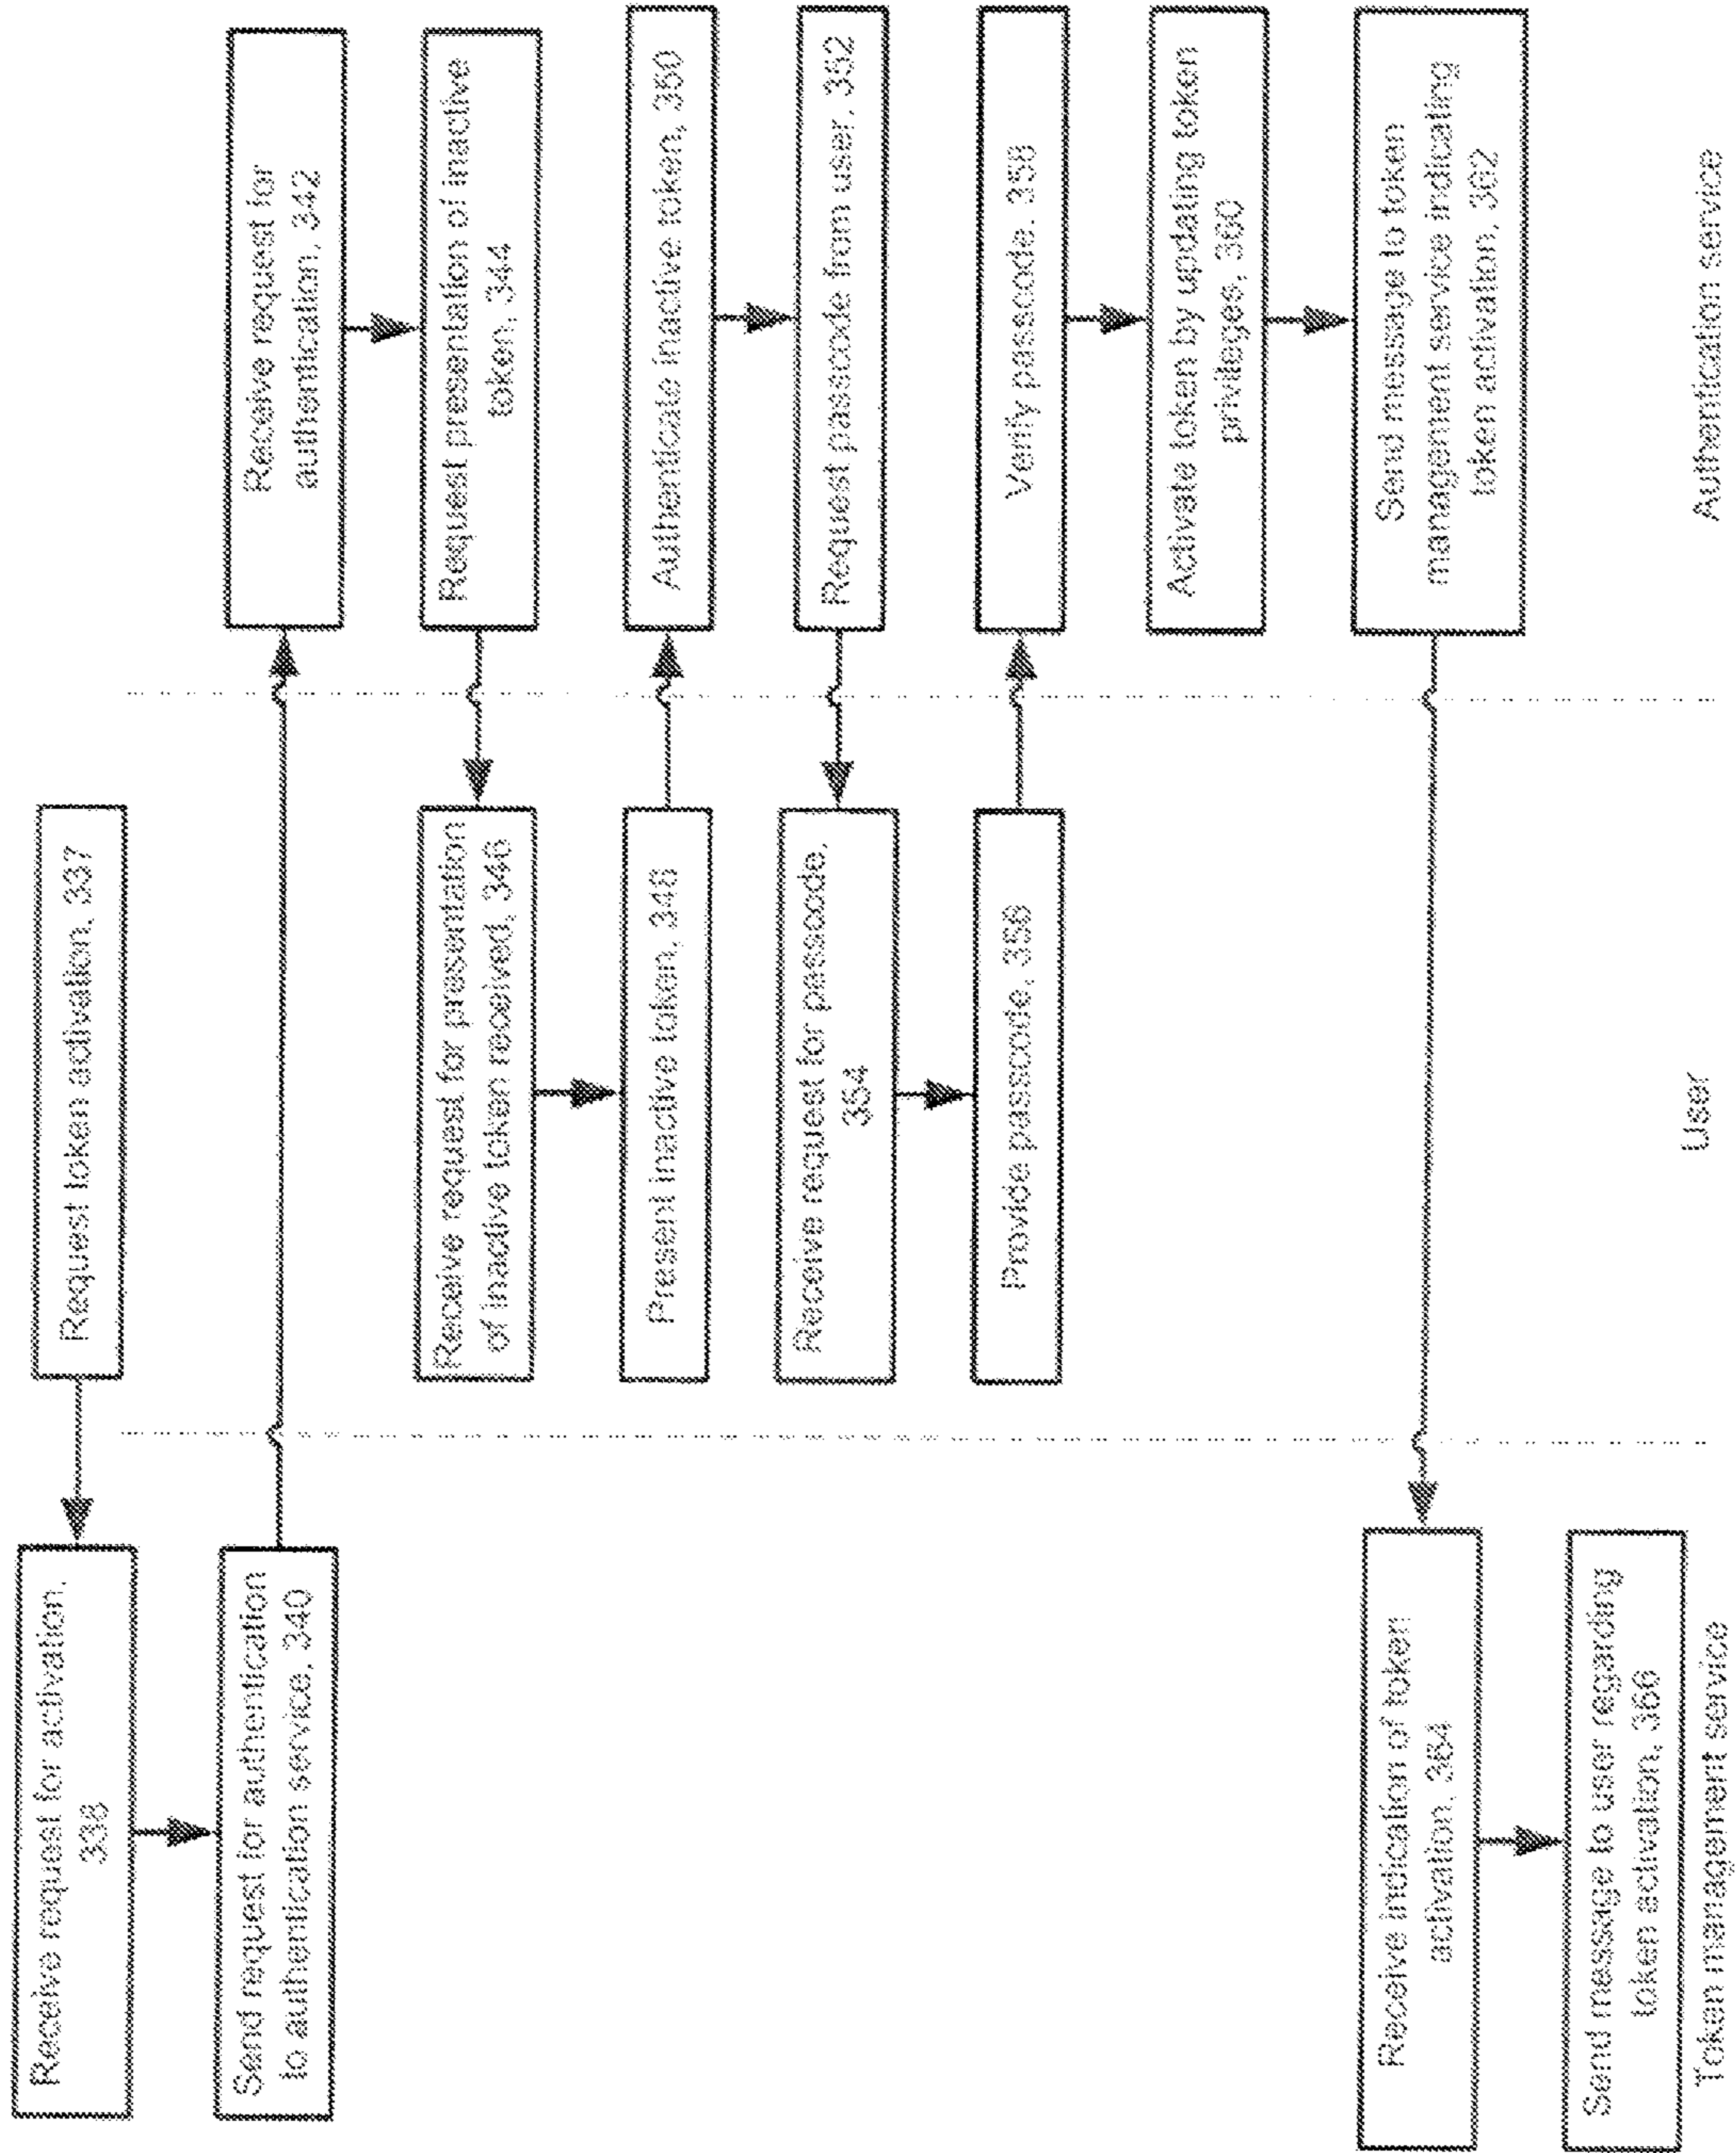 Request token activation, 337
Receive request for activation,
338
Send request for authentication
to authentication service, 340
Receive request for
authentication, 342
Request presentation of inactive
token, 344
Receive request for presentation
of inactive token received, 346
Present inactive token, 348
Authenticate inactive token, 350
Request passcode from user, 352
Receive request for passcode,
354
Provide passcode, 356
Verify passcode, 358
Activate token by updating token
privileges, 360
Send message to token
management service indicating
token activation, 362
Receive indication of token
activation, 364
Send message to user regarding
token activation, 366
Token management service
User
Authentication service